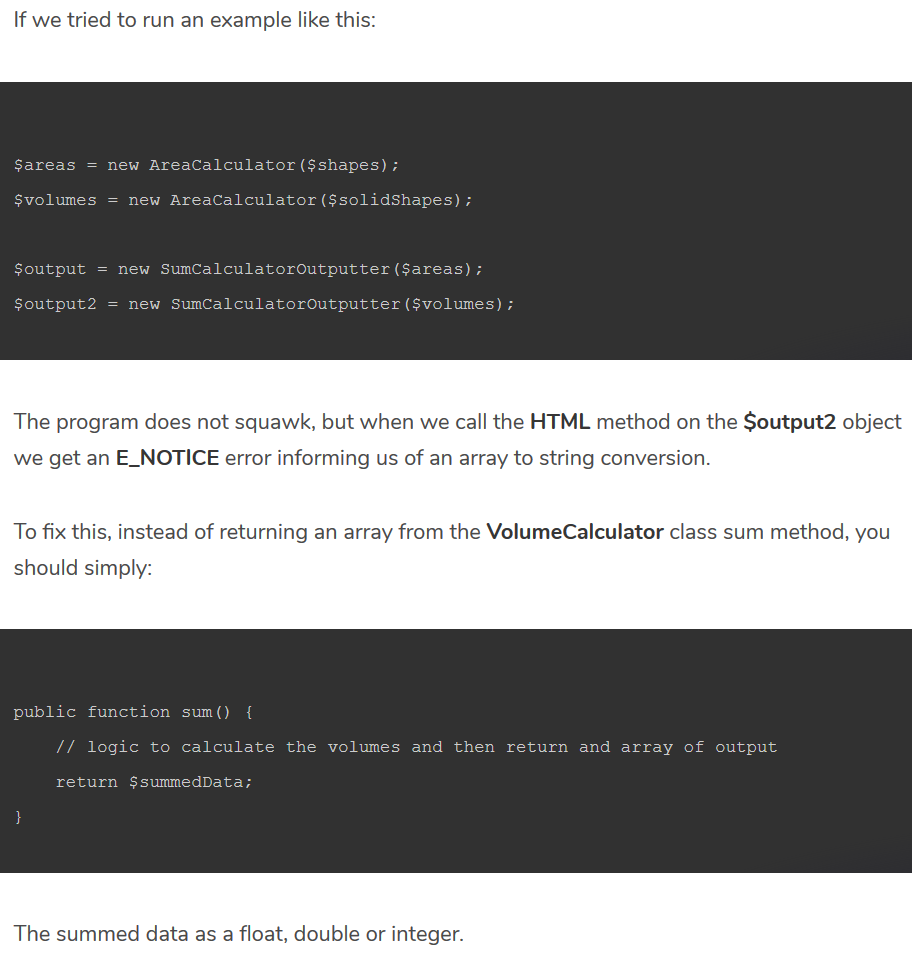 If we tried to run an example like this:
$areas = new AreaCalculator($shapes);
$volumes = new AreaCalculator($solidShapes);
$output = new SumCalculatorOutputter($areas);
$output2 = new SumCalculatorOutputter($volumes);
The program does not squawk, but when we call the HTML method on the $output2 object
we get an E_NOTICE error informing us of an array to string conversion.
To fix this, instead of returning an array from the VolumeCalculator class sum method, you
should simply:
public function sum() {
    // logic to calculate the volumes and then return and array of output
    return $summedData;
}
The summed data as a float, double or integer.